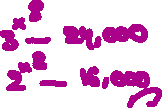 3^x^2 — 24,000
2^x^2 — 16,000